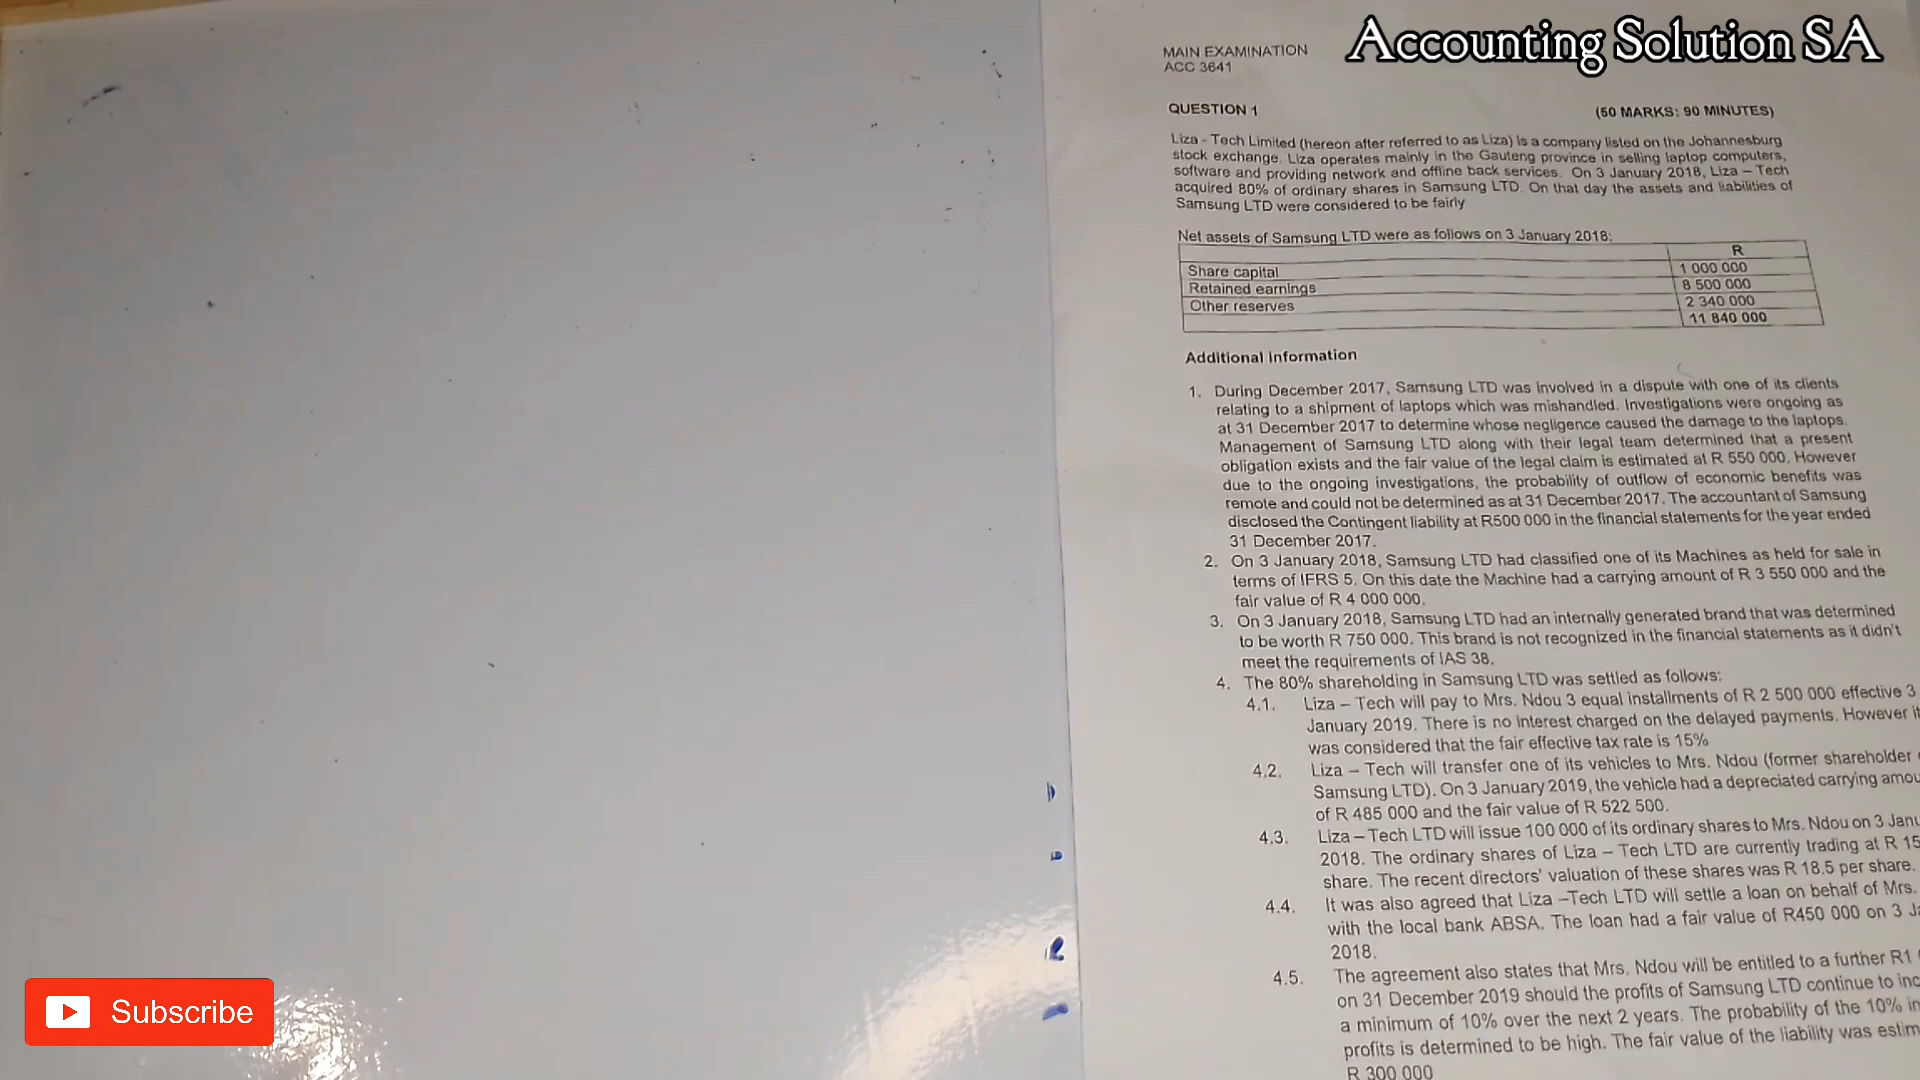 Accounting Solution SA
MAIN EXAMINATION
ACC 3641
QUESTION 1 (50 MARKS: 90 MINUTES)
Liza - Tech Limited (hereon after referred to as Liza) is a company listed on the Johannesburg
stock exchange. Liza operates mainly in the Gauteng province in selling laptop computers,
software and providing network and offline back services. On 3 January 2018, Liza – Tech
acquired 80% of ordinary shares in Samsung LTD. On that day the assets and liabilities of
Samsung LTD were considered to be fairly
Net assets of Samsung LTD were as follows on 3 January 2018:
R
Share capital 1 000 000
Retained earnings 8 500 000
Other reserves 2 340 000
11 840 000
Additional information
1. During December 2017, Samsung LTD was involved in a dispute with one of its clients
relating to a shipment of laptops which was mishandled. Investigations were ongoing as
at 31 December 2017 to determine whose negligence caused the damage to the laptops.
Management of Samsung LTD along with their legal team determined that a present
obligation exists and the fair value of the legal claim is estimated at R 550 000. However
due to the ongoing investigations, the probability of outflow of economic benefits was
remote and could not be determined as at 31 December 2017. The accountant of Samsung
disclosed the Contingent liability at R500 000 in the financial statements for the year ended
31 December 2017.
2. On 3 January 2018, Samsung LTD had classified one of its Machines as held for sale in
terms of IFRS 5. On this date the Machine had a carrying amount of R 3 550 000 and the
fair value of R 4 000 000.
3. On 3 January 2018, Samsung LTD had an internally generated brand that was determined
to be worth R 750 000. This brand is not recognized in the financial statements as it didn't
meet the requirements of IAS 38.
4. The 80% shareholding in Samsung LTD was settled as follows:
4.1. Liza – Tech will pay to Mrs. Ndou 3 equal installments of R 2 500 000 effective 3
January 2019. There is no interest charged on the delayed payments. However it
was considered that the fair effective tax rate is 15%
4.2. Liza – Tech will transfer one of its vehicles to Mrs. Ndou (former shareholder
Samsung LTD). On 3 January 2019, the vehicle had a depreciated carrying amou
of R 485 000 and the fair value of R 522 500.
4.3. Liza – Tech LTD will issue 100 000 of its ordinary shares to Mrs. Ndou on 3 Janu
2018. The ordinary shares of Liza – Tech LTD are currently trading at R 15
share. The recent directors' valuation of these shares was R 18.5 per share.
4.4. It was also agreed that Liza –Tech LTD will settle a loan on behalf of Mrs.
with the local bank ABSA. The loan had a fair value of R450 000 on 3 Ja
2018.
4.5. The agreement also states that Mrs. Ndou will be entitled to a further R1
on 31 December 2019 should the profits of Samsung LTD continue to inc
a minimum of 10% over the next 2 years. The probability of the 10% in
profits is determined to be high. The fair value of the liability was estim
R 300 000
Subscribe